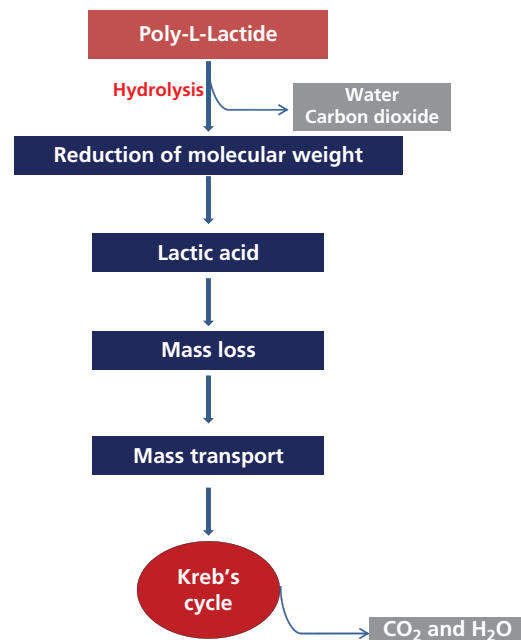 Poly-L-Lactide
Hydrolysis
Water
Carbon dioxide
Reduction of molecular weight
Lactic acid
Mass loss
Mass transport
Kreb's
cycle
CO₂ and H₂O